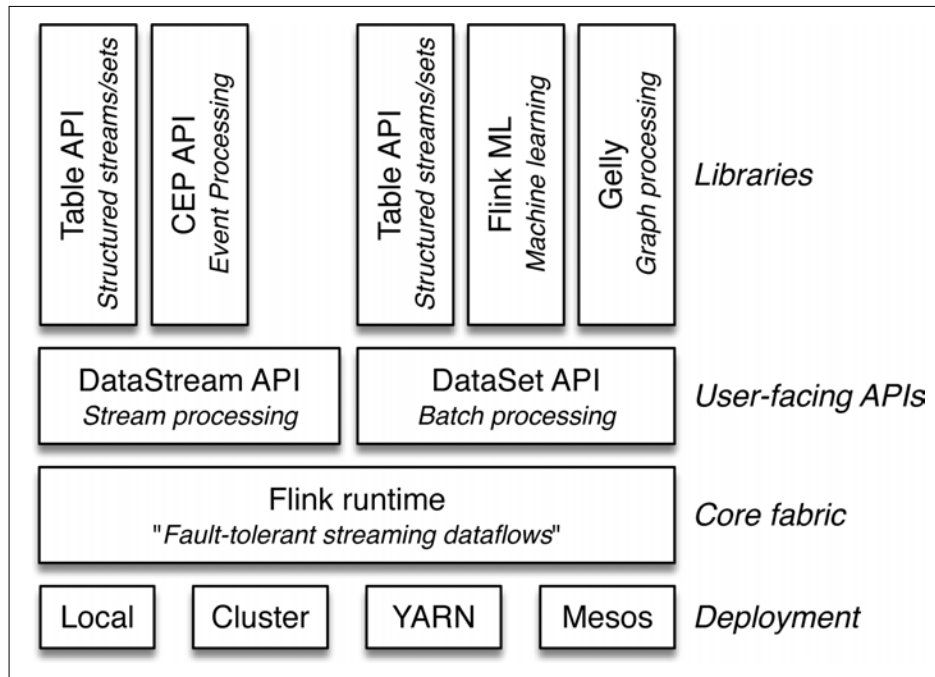 Table API
Structured streams/sets
CEP API
Event Processing
Table API
Structured streams/sets
Flink ML
Machine learning
Gelly
Graph processing
Libraries
DataStream API
Stream processing
DataSet API
Batch processing
User-facing APIs
Flink runtime
"Fault-tolerant streaming dataflows"
Core fabric
Local
Cluster
YARN
Mesos
Deployment